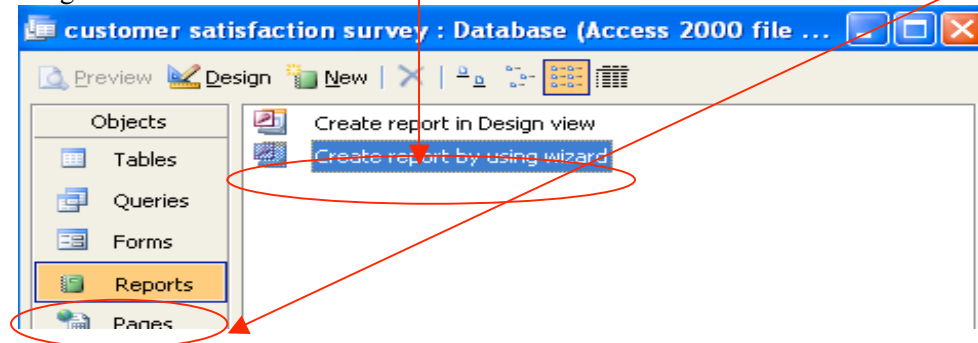 customer satisfaction survey : Database (Access 2000 file ...
Preview Design New
Objects
Create report in Design view
Tables
Create report by using wizard
Queries
Forms
Reports
Pages